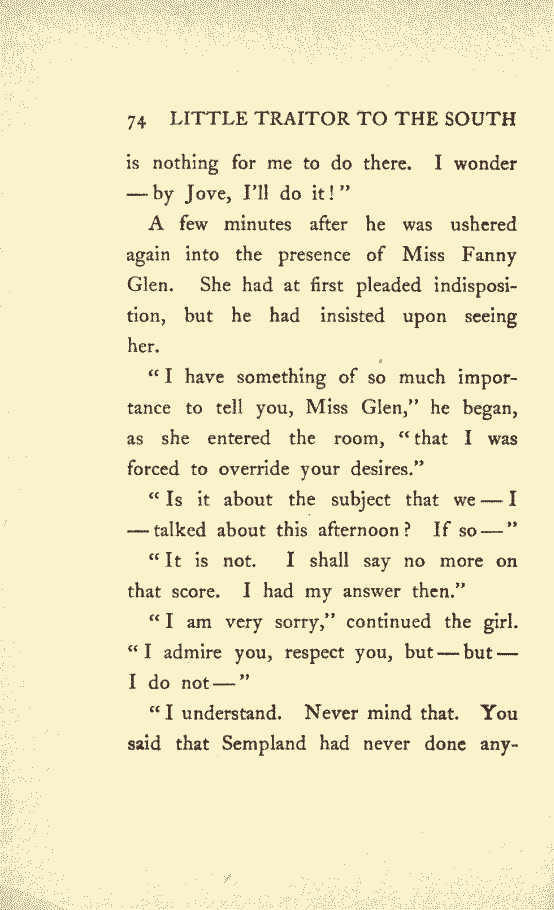 74 LITTLE TRAITOR TO THE SOUTH
is nothing for me to do there. I wonder
—by Jove, I'll do it!"
A few minutes after he was ushered
again into the presence of Miss Fanny
Glen. She had at first pleaded indisposi-
tion, but he had insisted upon seeing
her.
"I have something of so much impor-
tance to tell you, Miss Glen," he began,
as she entered the room, "that I was
forced to override your desires."
"Is it about the subject that we—I
—talked about this afternoon? If so—"
"It is not. I shall say no more on
that score. I had my answer then."
"I am very sorry," continued the girl.
"I admire you, respect you, but—but—
I do not—"
"I understand. Never mind that. You
said that Sempland had never done any-